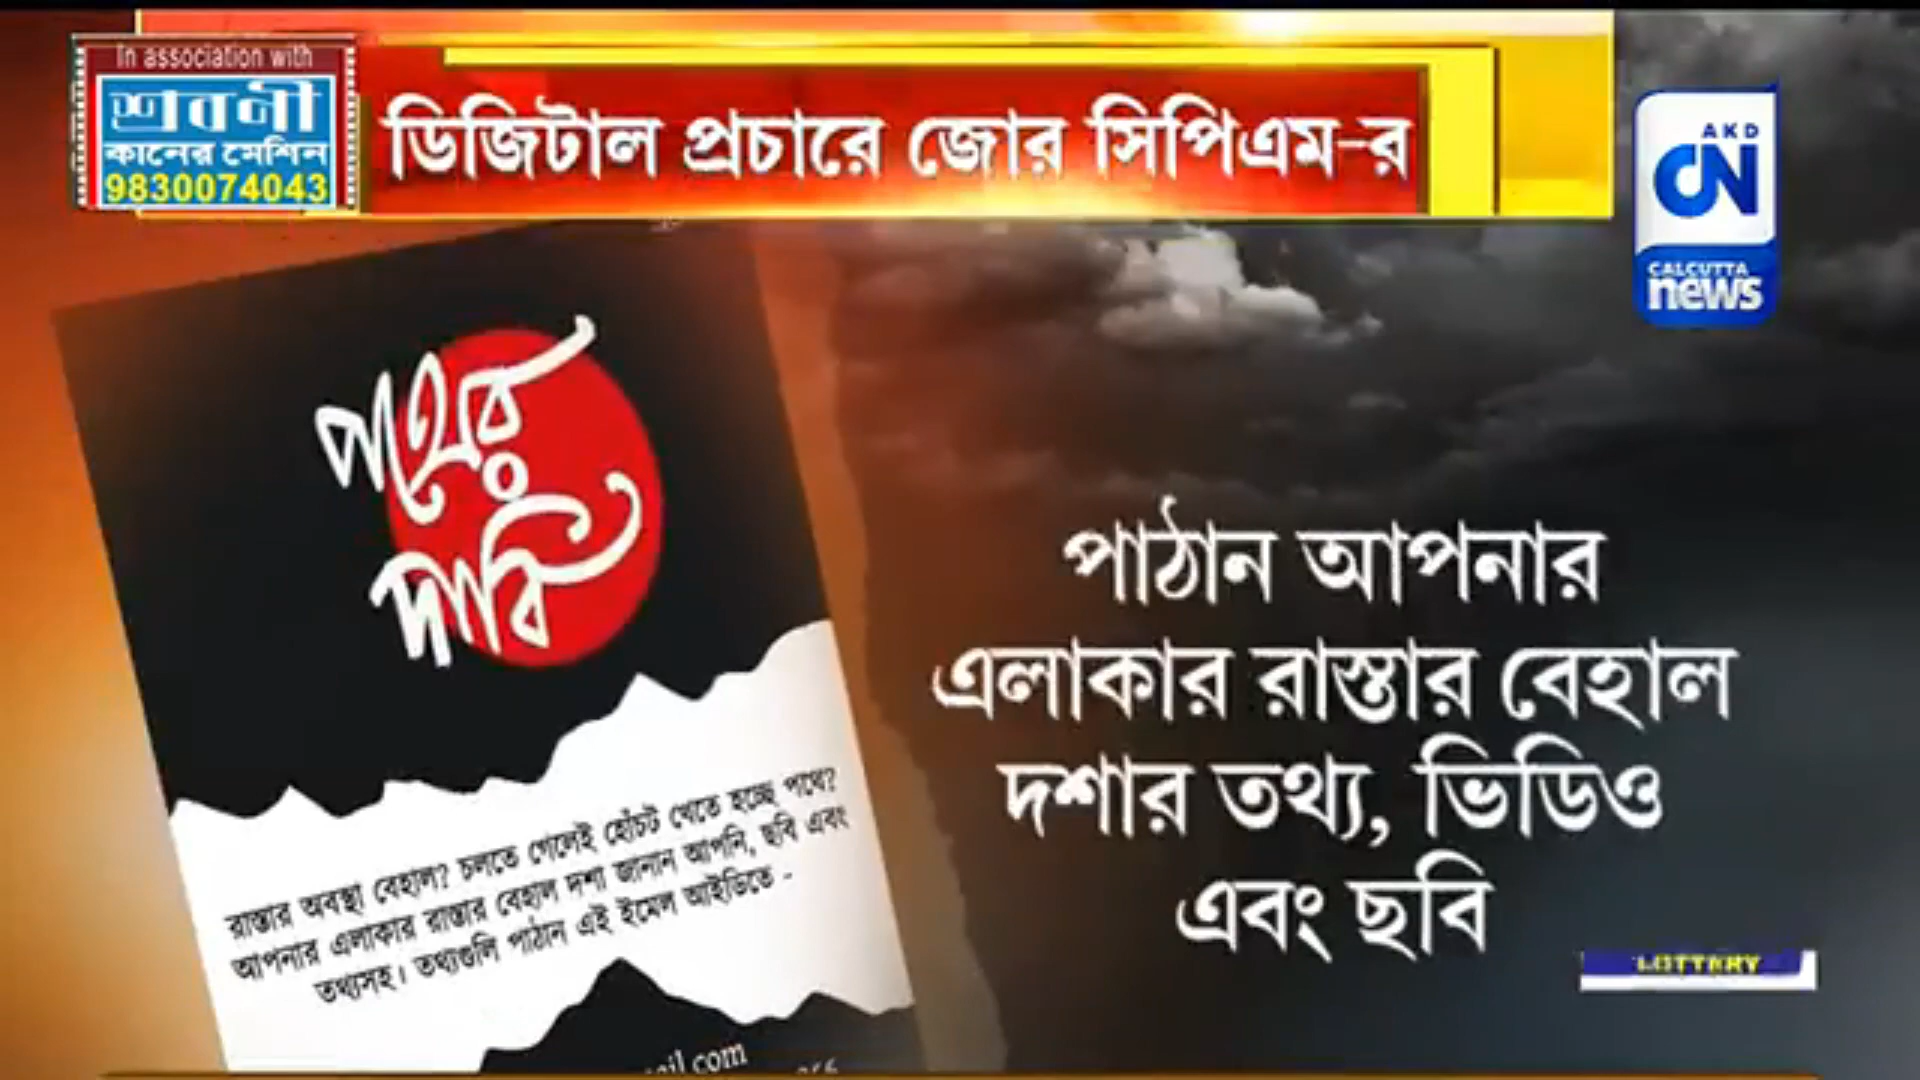 In association with
শ্রবণী
কানের মেশিন
9830074043
ডিজিটাল প্রচারে জোর সিপিএম-র
AKD
CN
CALCUTTA
news
পথের
দাবি
রাস্তার অবস্থা বেহাল? চলতে গেলেই হোঁচট খেতে হচ্ছে পথে?
আপনার এলাকার রাস্তার বেহাল দশা জানান আপনি, ছবি এবং
তথ্যসহ। তথ্যগুলি পাঠান এই ইমেল আইডিতে -
পাঠান আপনার
এলাকার রাস্তার বেহাল
দশার তথ্য, ভিডিও
এবং ছবি
LOTTERY